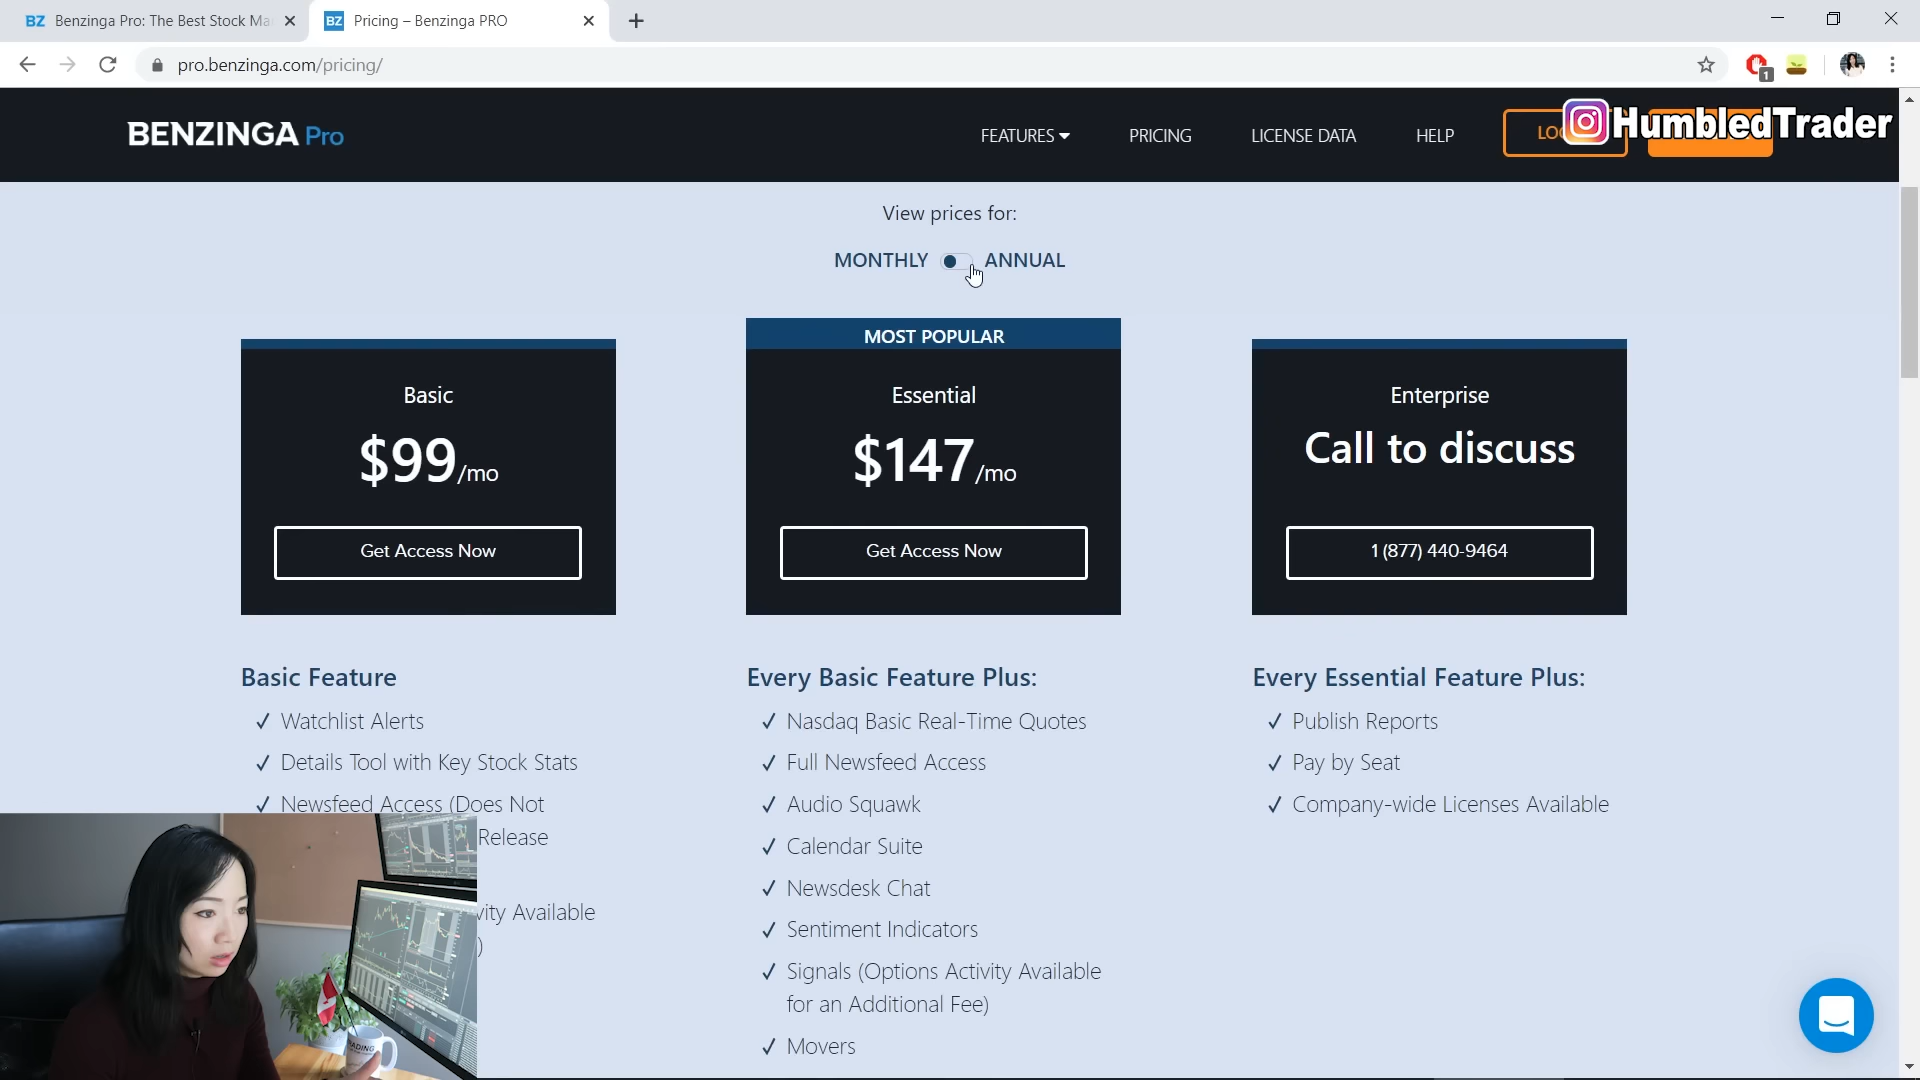 BZ Benzinga Pro: The Best Stock Ma
BZ Pricing – Benzinga PRO
pro.benzinga.com/pricing/
1
BENZINGA Pro
FEATURES
PRICING
LICENSE DATA
HELP
LO
HumbledTrader
View prices for:
MONTHLY
ANNUAL
Basic
$99/mo
Get Access Now
MOST POPULAR
Essential
$147/mo
Get Access Now
Enterprise
Call to discuss
1 (877) 440-9464
Basic Feature
✓ Watchlist Alerts
✓ Details Tool with Key Stock Stats
✓ Newsfeed Access (Does Not
Release
vity Available
)
Every Basic Feature Plus:
✓ Nasdaq Basic Real-Time Quotes
✓ Full Newsfeed Access
✓ Audio Squawk
✓ Calendar Suite
✓ Newsdesk Chat
✓ Sentiment Indicators
✓ Signals (Options Activity Available
for an Additional Fee)
✓ Movers
Every Essential Feature Plus:
✓ Publish Reports
✓ Pay by Seat
✓ Company-wide Licenses Available